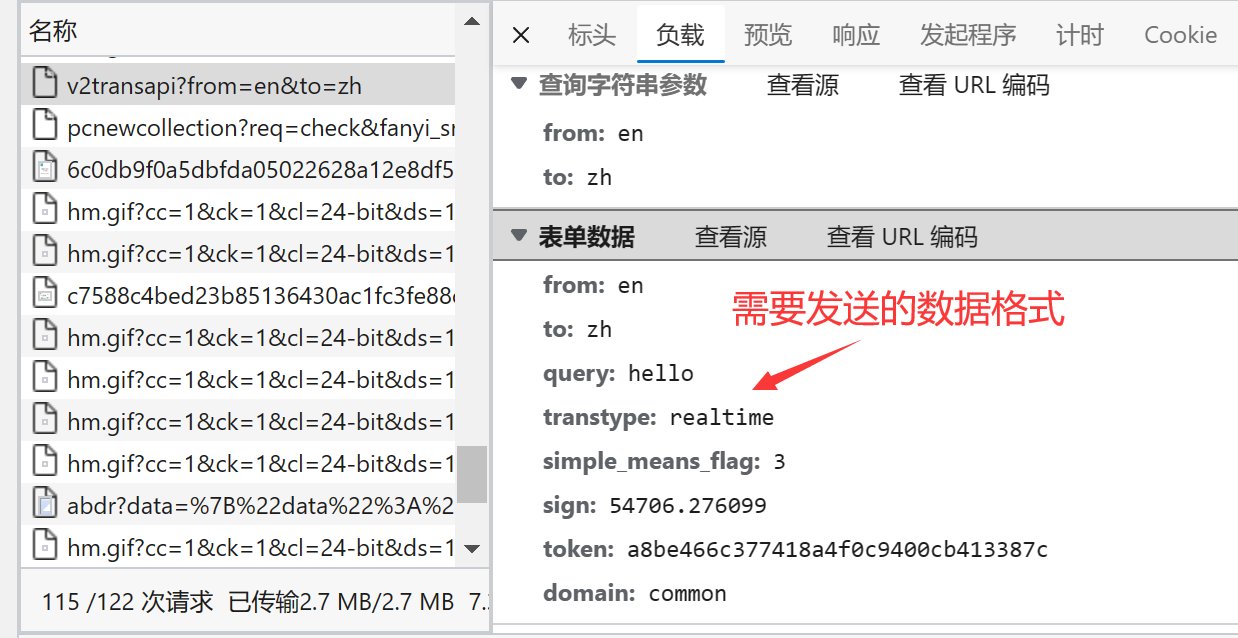 名称
v2transapi?from=en&to=zh
pcnewcollection?req=check&fanyi_sr
6c0db9f0a5dbfda05022628a12e8df5
hm.gif?cc=1&ck=1&cl=24-bit&ds=1
hm.gif?cc=1&ck=1&cl=24-bit&ds=1
c7588c4bed23b85136430ac1fc3fe88
hm.gif?cc=1&ck=1&cl=24-bit&ds=1
hm.gif?cc=1&ck=1&cl=24-bit&ds=1
hm.gif?cc=1&ck=1&cl=24-bit&ds=1
hm.gif?cc=1&ck=1&cl=24-bit&ds=1
abdr?data=%7B%22data%22%3A%2
hm.gif?cc=1&ck=1&cl=24-bit&ds=1
115 /122 次请求 已传输2.7 MB/2.7 MB 7.
标头 负载 预览 响应 发起程序 计时 Cookie
查询字符串参数 查看源 查看 URL 编码
from: en
to: zh
表单数据 查看源 查看 URL 编码
from: en
需要发送的数据格式
to: zh
query: hello
transtype: realtime
simple_means_flag: 3
sign: 54706.276099
token: a8be466c377418a4f0c9400cb413387c
domain: common